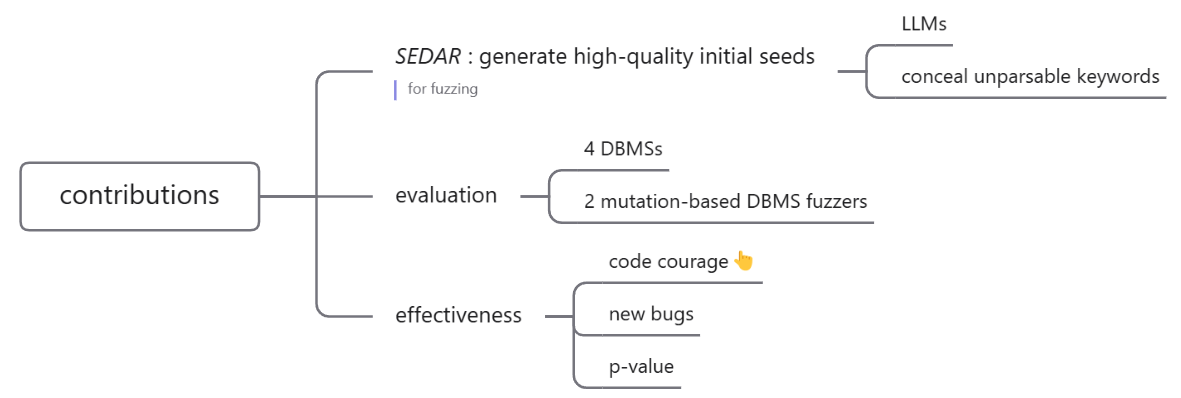 contributions
SEDAR : generate high-quality initial seeds
for fuzzing
LLMs
conceal unparsable keywords
evaluation
4 DBMSs
2 mutation-based DBMS fuzzers
effectiveness
code courage👆
new bugs
p-value